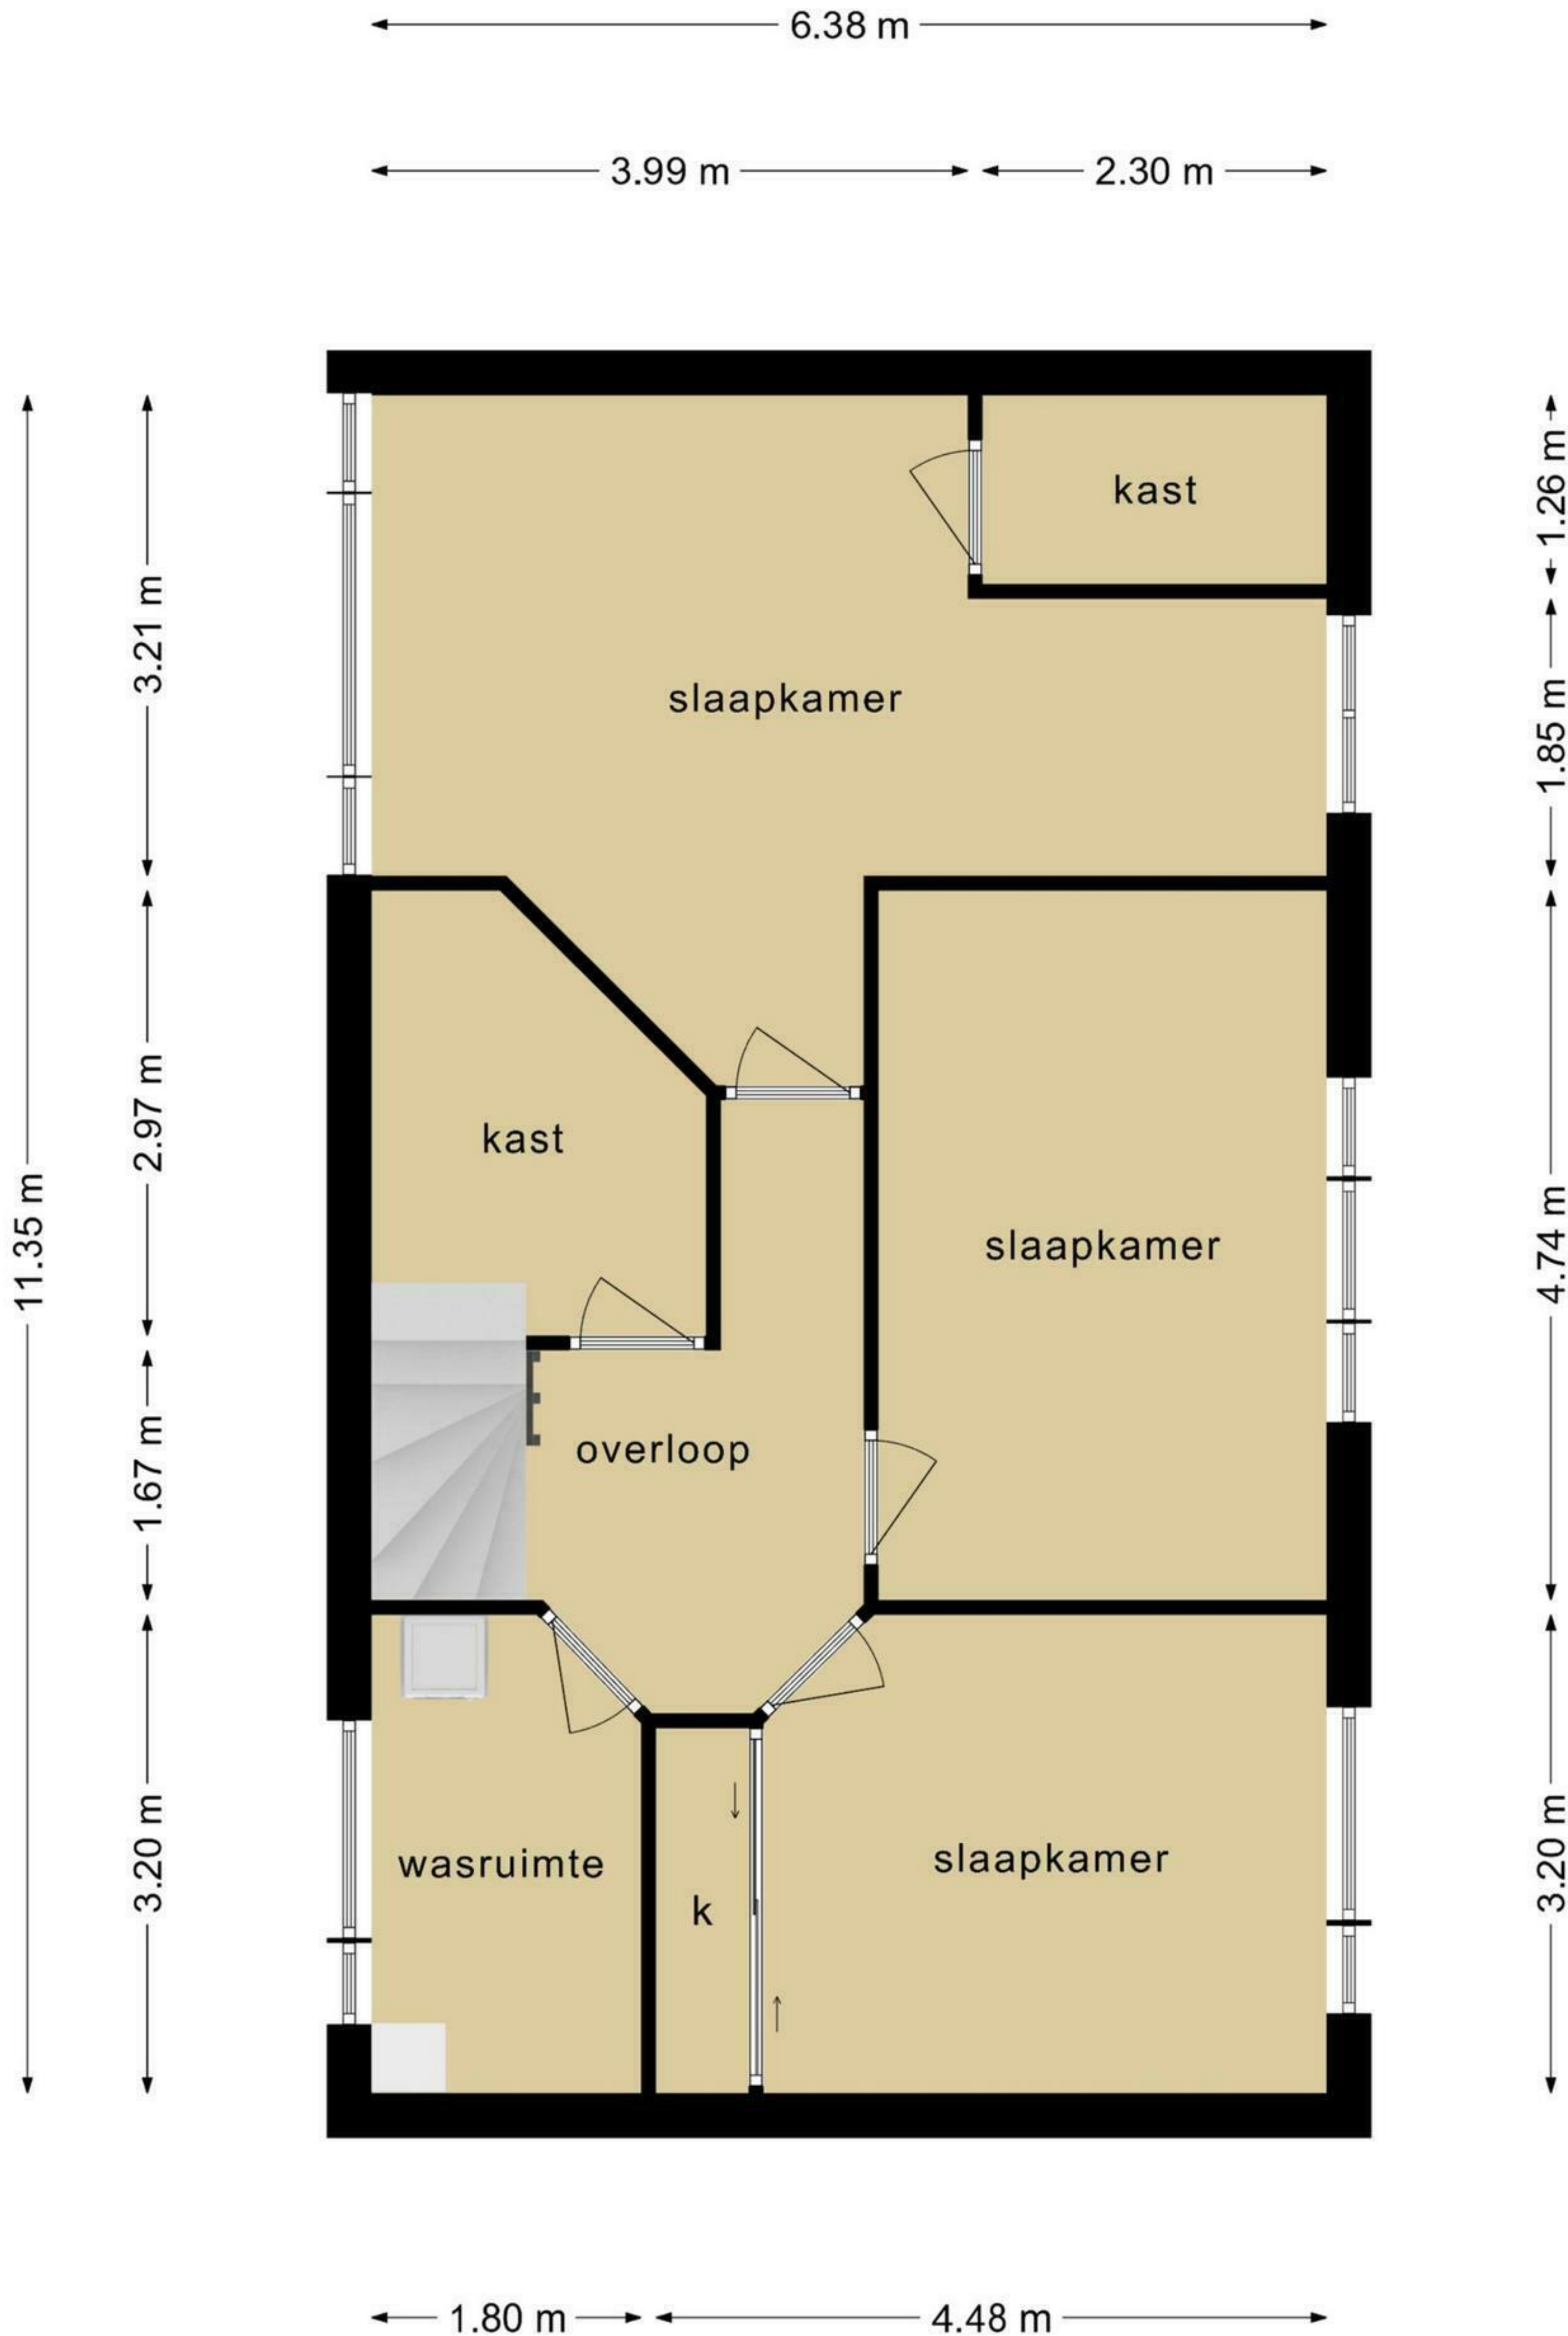 6.38 m
3.99 m
2.30 m
kast
1.26 m
3.21 m
slaapkamer
1.85 m
2.97 m
kast
11.35 m
slaapkamer
4.74 m
overloop
1.67 m
wasruimte
slaapkamer
k
3.20 m
3.20 m
1.80 m
4.48 m